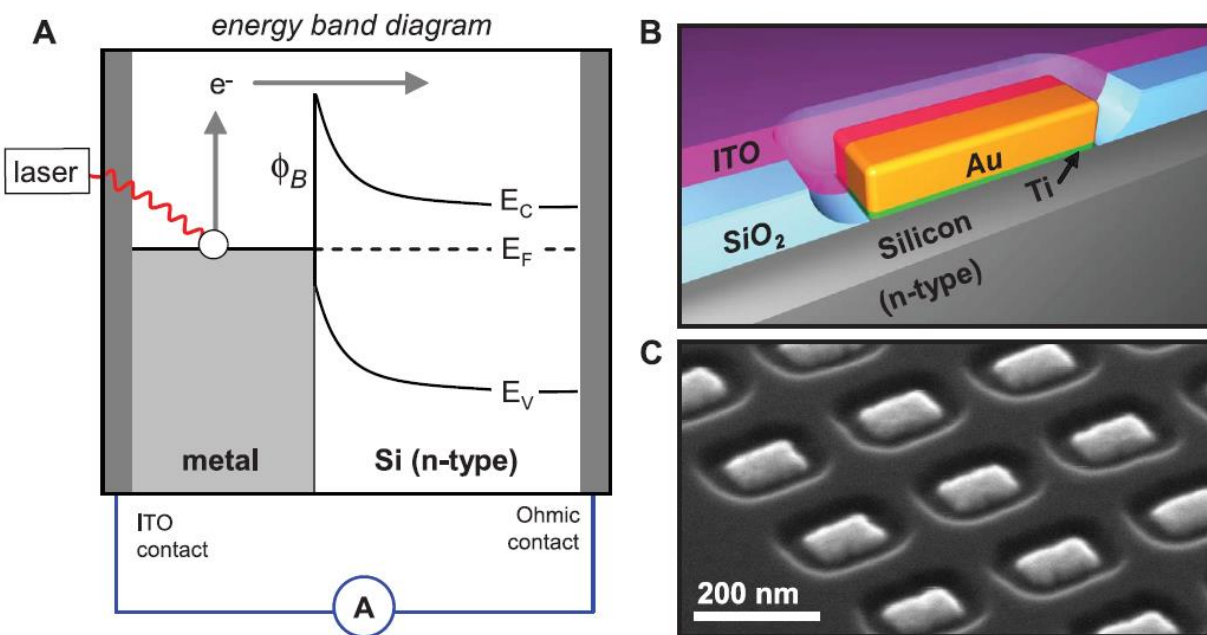 A
energy band diagram
e-
laser
ϕB
EC
EF
EV
metal
Si (n-type)
ITO
contact
Ohmic
contact
A
B
ITO
Au
Ti
SiO2
Silicon
(n-type)
C
200 nm